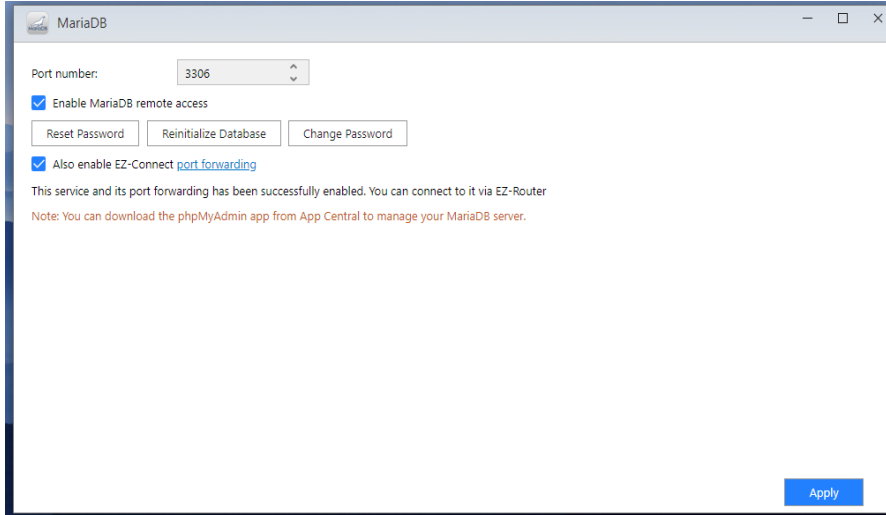 MariaDB
Port number: 3306
Enable MariaDB remote access
Reset Password Reinitialize Database Change Password
Also enable EZ-Connect port forwarding
This service and its port forwarding has been successfully enabled. You can connect to it via EZ-Router
Note: You can download the phpMyAdmin app from App Central to manage your MariaDB server.
Apply